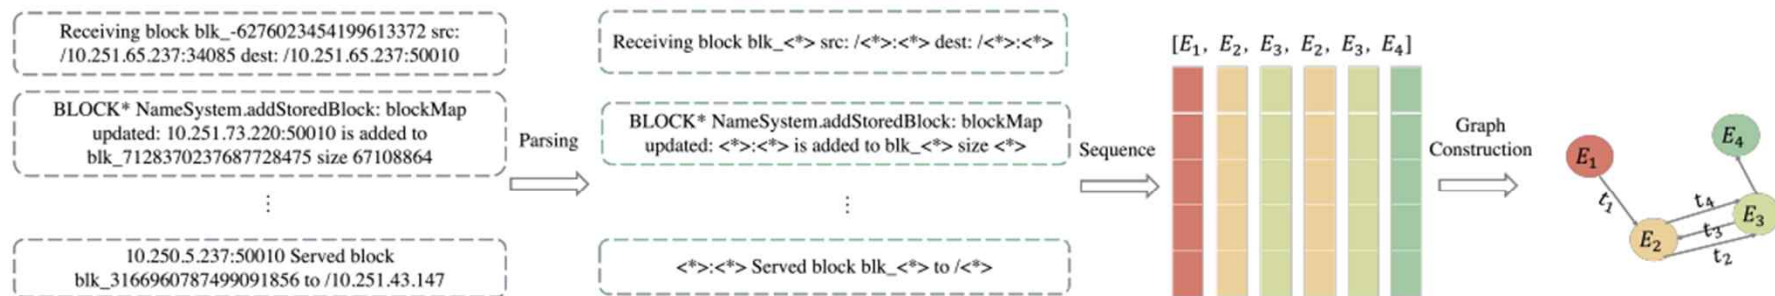 Receiving block blk_-6276023454199613372 src:
/10.251.65.237:34085 dest: /10.251.65.237:50010
BLOCK* NameSystem.addStoredBlock: blockMap
updated: 10.251.73.220:50010 is added to
blk_7128370237687728475 size 67108864
⋮
10.250.5.237:50010 Served block
blk_3166960787499091856 to /10.251.43.147
Parsing
Receiving block blk_<*> src: /<*>:<*> dest: /<*>:<*>
BLOCK* NameSystem.addStoredBlock: blockMap
updated: <*>:<*> is added to blk_<*> size <*>
⋮
<*>:<*> Served block blk_<*> to /<*>
Sequence
[E₁, E₂, E₃, E₂, E₃, E₄]
Graph
Construction
E₁
E₄
t₁
t₄
E₃
t₃
E₂
t₂